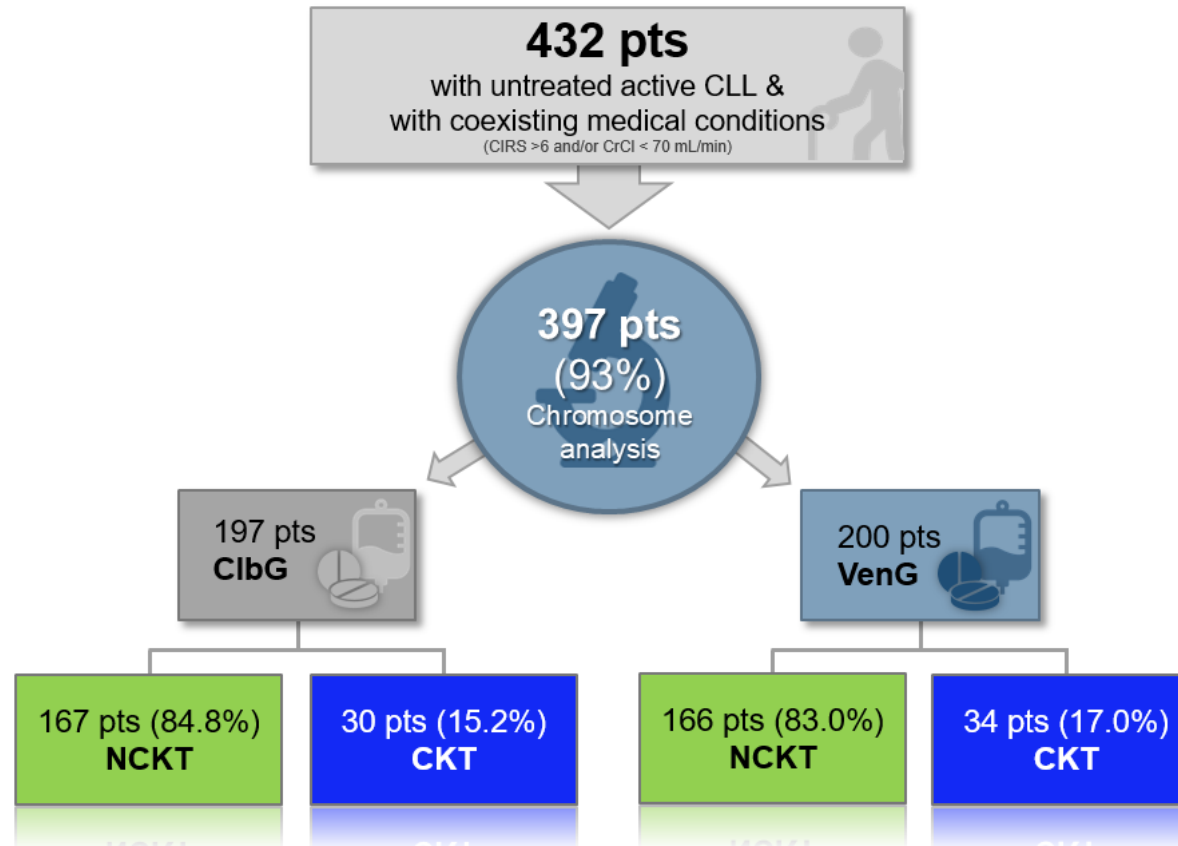 432 pts
with untreated active CLL &
with coexisting medical conditions
(CIRS >6 and/or CrCl < 70 mL/min)
397 pts
(93%)
Chromosome
analysis
197 pts
ClbG
200 pts
VenG
167 pts (84.8%)
NCKT
30 pts (15.2%)
CKT
166 pts (83.0%)
NCKT
34 pts (17.0%)
CKT